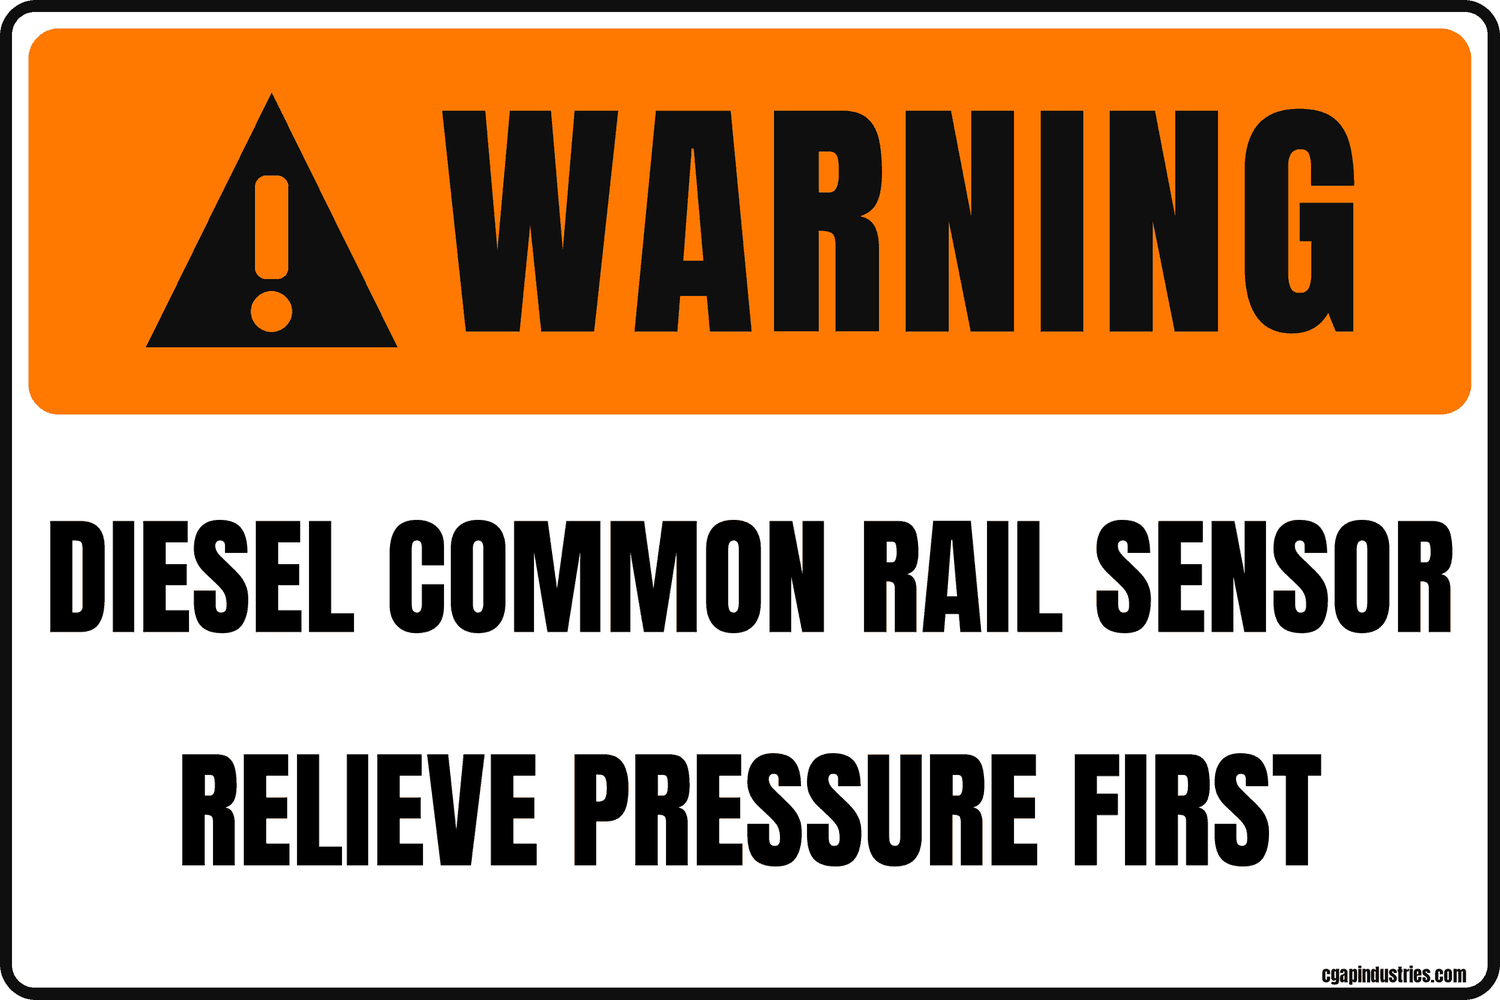 WARNING
DIESEL COMMON RAIL SENSOR
RELIEVE PRESSURE FIRST
cgapindustries.com